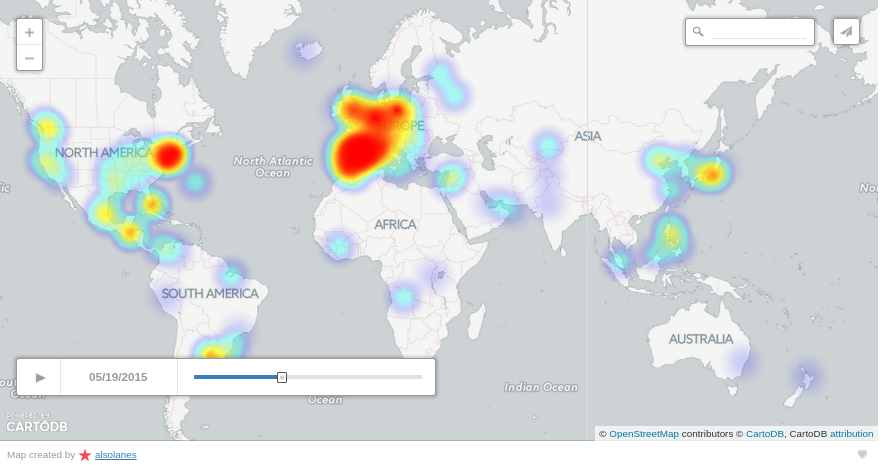 +
−
NORTH AMERICA
North Atlantic
Ocean
EUROPE
ASIA
AFRICA
SOUTH AMERICA
AUSTRALIA
Indian Ocean
Ocean
05/19/2015
POWERED BY
CARTODB
© OpenStreetMap contributors © CartoDB, CartoDB attribution
Map created by alsolanes